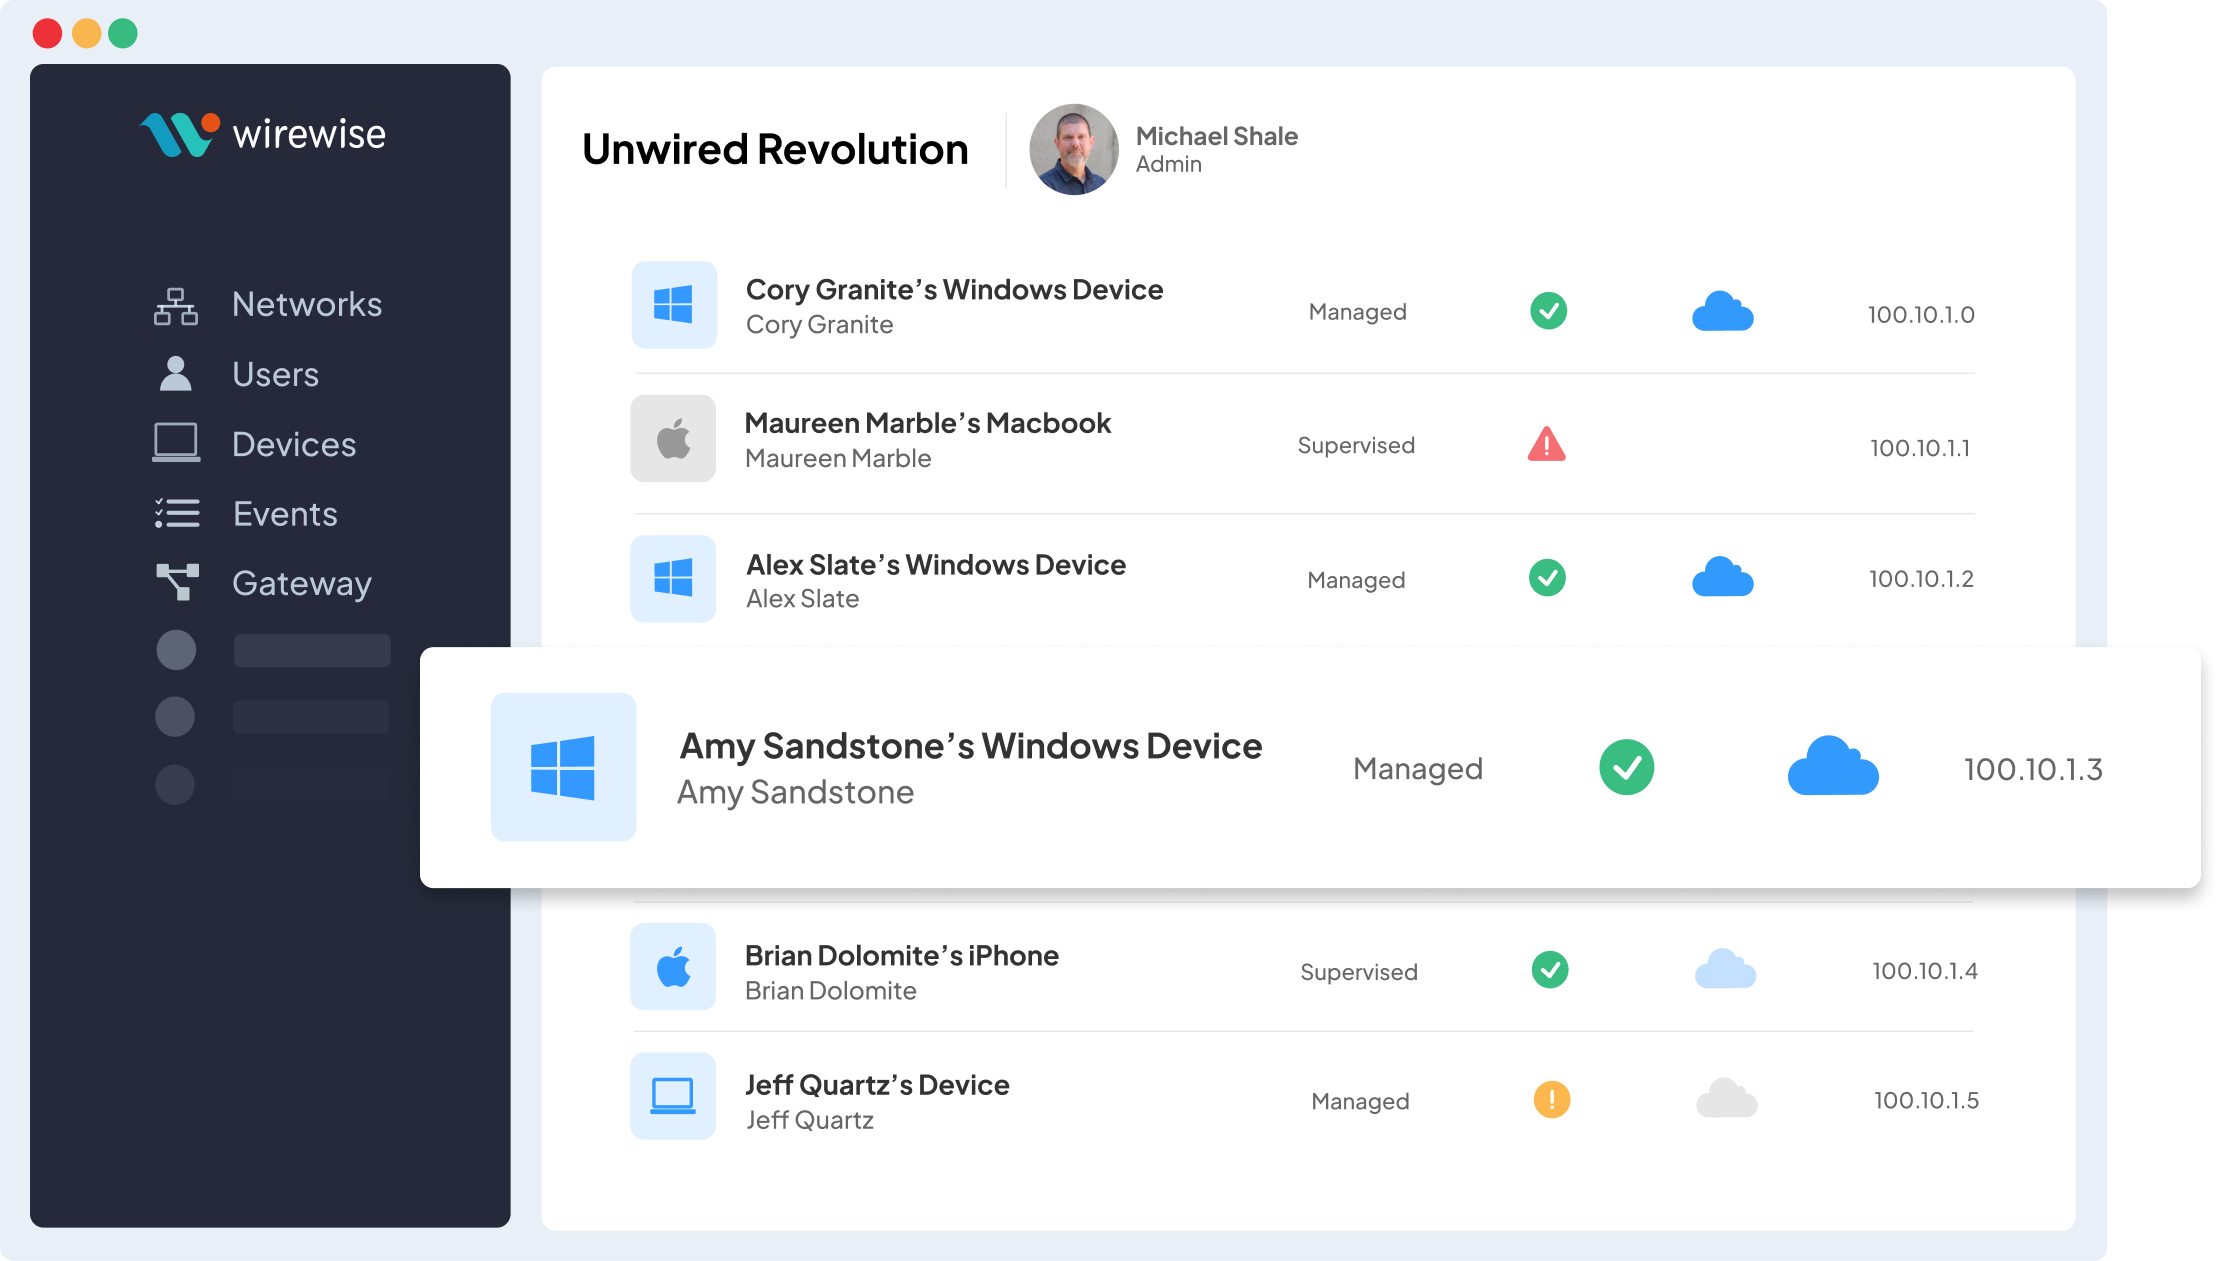 wirewise
Networks
Users
Devices
Events
Gateway
Unwired Revolution
Michael Shale
Admin
Cory Granite’s Windows Device
Cory Granite
Managed
100.10.1.0
Maureen Marble’s Macbook
Maureen Marble
Supervised
100.10.1.1
Alex Slate’s Windows Device
Alex Slate
Managed
100.10.1.2
Amy Sandstone’s Windows Device
Amy Sandstone
Managed
100.10.1.3
Brian Dolomite’s iPhone
Brian Dolomite
Supervised
100.10.1.4
Jeff Quartz’s Device
Jeff Quartz
Managed
100.10.1.5